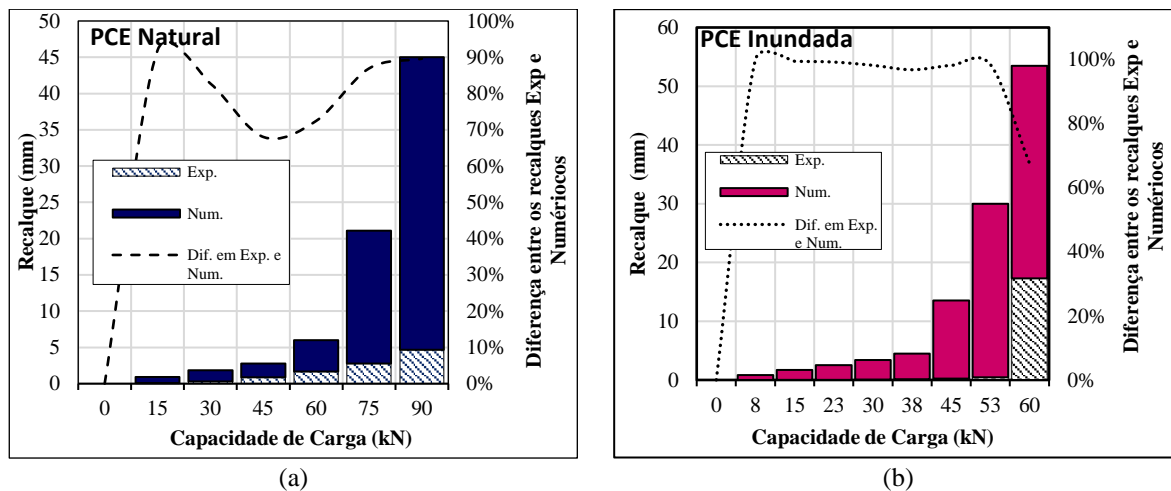 PCE Natural
Recalque (mm)
50
45
40
35
30
25
20
15
10
5
0
Exp.
Num.
Dif. em Exp. e
Num.
100%
90%
80%
70%
60%
50%
40%
30%
20%
10%
0%
Diferença entre os recalques Exp e
Numériocos
0 15 30 45 60 75 90
Capacidade de Carga (kN)
(a)
PCE Inundada
Recalque (mm)
60
50
40
30
20
10
0
Exp.
Num.
Dif. em Exp.
e Num.
100%
80%
60%
40%
20%
0%
Diferença entre os recalques Exp e
Numériocos
0 8 15 23 30 38 45 53 60
Capacidade de Carga (kN)
(b)